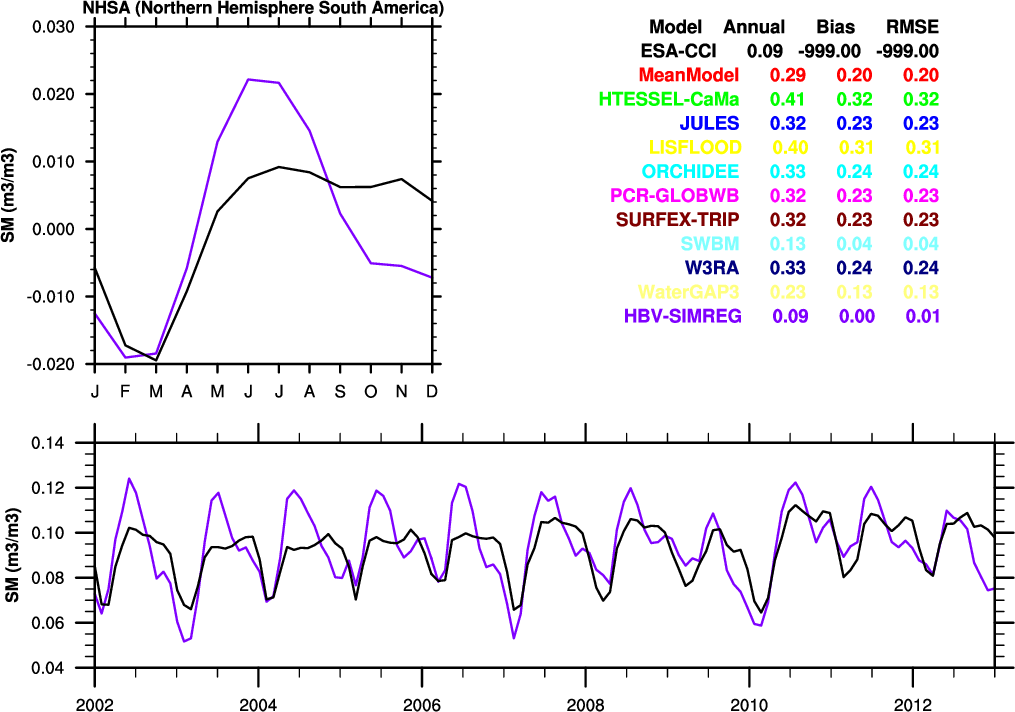 NHSA (Northern Hemisphere South America)
Model Annual Bias RMSE
ESA-CCI 0.09 -999.00 -999.00
MeanModel 0.29 0.20 0.20
HTESSEL-CaMa 0.41 0.32 0.32
JULES 0.32 0.23 0.23
LISFLOOD 0.40 0.31 0.31
ORCHIDEE 0.33 0.24 0.24
PCR-GLOBWB 0.32 0.23 0.23
SURFEX-TRIP 0.32 0.23 0.23
SWBM 0.13 0.04 0.04
W3RA 0.33 0.24 0.24
WaterGAP3 0.23 0.13 0.13
HBV-SIMREG 0.09 0.00 0.01
0.030
0.020
0.010
0.000
-0.010
-0.020
SM (m3/m3)
J F M A M J J A S O N D
0.14
0.12
0.10
0.08
0.06
0.04
SM (m3/m3)
2002 2004 2006 2008 2010 2012